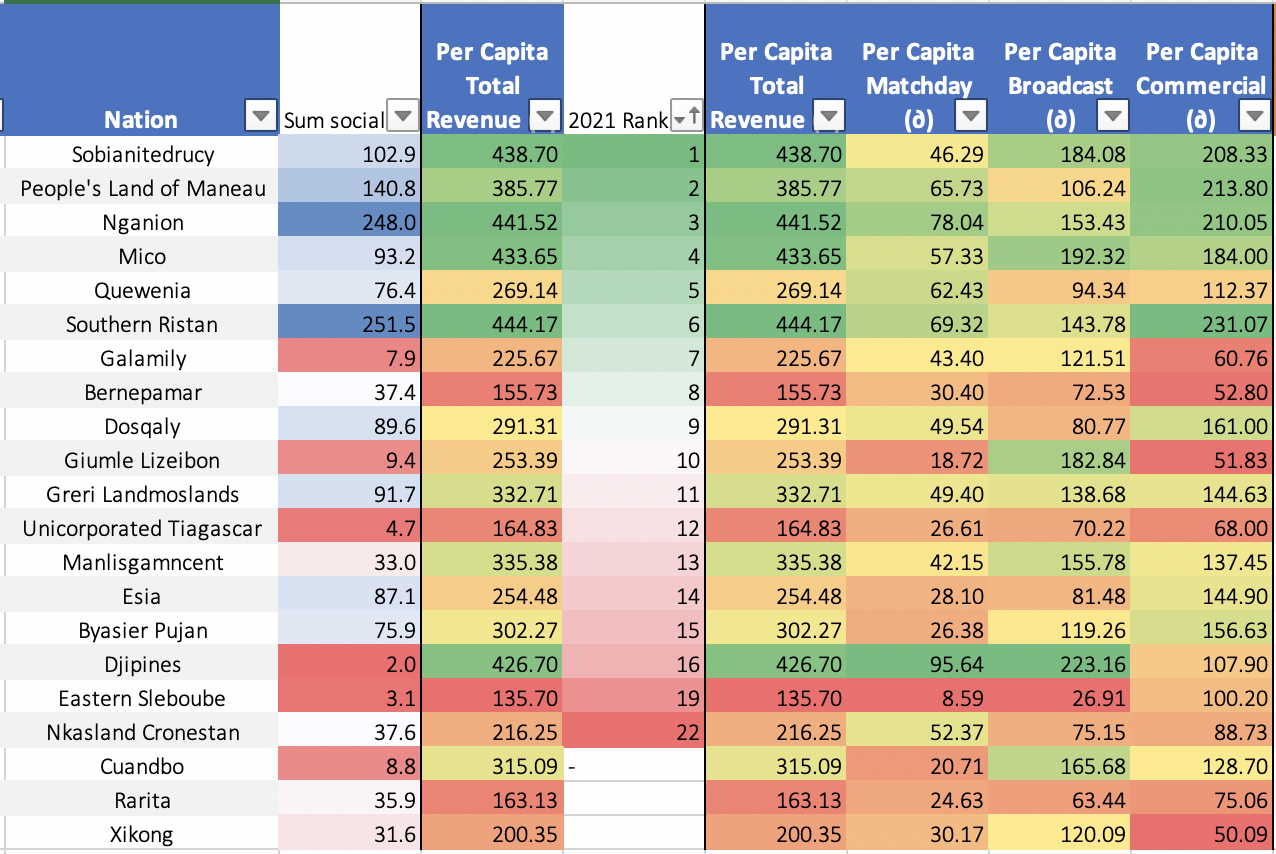 Nation Sum social Per Capita Total Revenue 2021 Rank Per Capita Total Revenue Per Capita Matchday (∂) Per Capita Broadcast (∂) Per Capita Commercial (∂)
Sobianitedrucy 102.9 438.70 1 438.70 46.29 184.08 208.33
People's Land of Maneau 140.8 385.77 2 385.77 65.73 106.24 213.80
Nganion 248.0 441.52 3 441.52 78.04 153.43 210.05
Mico 93.2 433.65 4 433.65 57.33 192.32 184.00
Quewenia 76.4 269.14 5 269.14 62.43 94.34 112.37
Southern Ristan 251.5 444.17 6 444.17 69.32 143.78 231.07
Galamily 7.9 225.67 7 225.67 43.40 121.51 60.76
Bernepamar 37.4 155.73 8 155.73 30.40 72.53 52.80
Dosqaly 89.6 291.31 9 291.31 49.54 80.77 161.00
Giumle Lizeibon 9.4 253.39 10 253.39 18.72 182.84 51.83
Greri Landmoslands 91.7 332.71 11 332.71 49.40 138.68 144.63
Unicorporated Tiagascar 4.7 164.83 12 164.83 26.61 70.22 68.00
Manlisgamncent 33.0 335.38 13 335.38 42.15 155.78 137.45
Esia 87.1 254.48 14 254.48 28.10 81.48 144.90
Byasier Pujan 75.9 302.27 15 302.27 26.38 119.26 156.63
Djipines 2.0 426.70 16 426.70 95.64 223.16 107.90
Eastern Sleboube 3.1 135.70 19 135.70 8.59 26.91 100.20
Nkasland Cronestan 37.6 216.25 22 216.25 52.37 75.15 88.73
Cuandbo 8.8 315.09 - 315.09 20.71 165.68 128.70
Rarita 35.9 163.13 163.13 24.63 63.44 75.06
Xikong 31.6 200.35 200.35 30.17 120.09 50.09